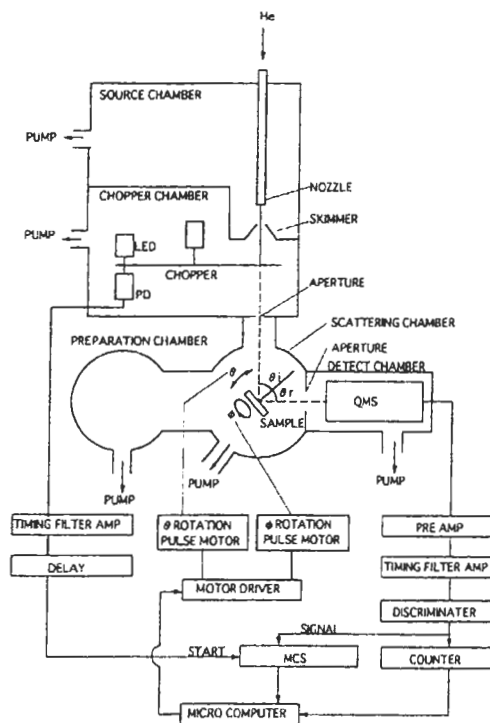 He
SOURCE CHAMBER
PUMP
NOZZLE
CHOPPER CHAMBER
SKIMMER
PUMP
LED
CHOPPER
PD
APERTURE
SCATTERING CHAMBER
PREPARATION CHAMBER
APERTURE
DETECT CHAMBER
θ
θi
θr
QMS
ϕ
SAMPLE
PUMP
PUMP
PUMP
TIMING FILTER AMP
θ ROTATION
PULSE MOTOR
ϕ ROTATION
PULSE MOTOR
PRE AMP
DELAY
MOTOR DRIVER
TIMING FILTER AMP
DISCRIMINATER
SIGNAL
START
MCS
COUNTER
MICRO COMPUTER